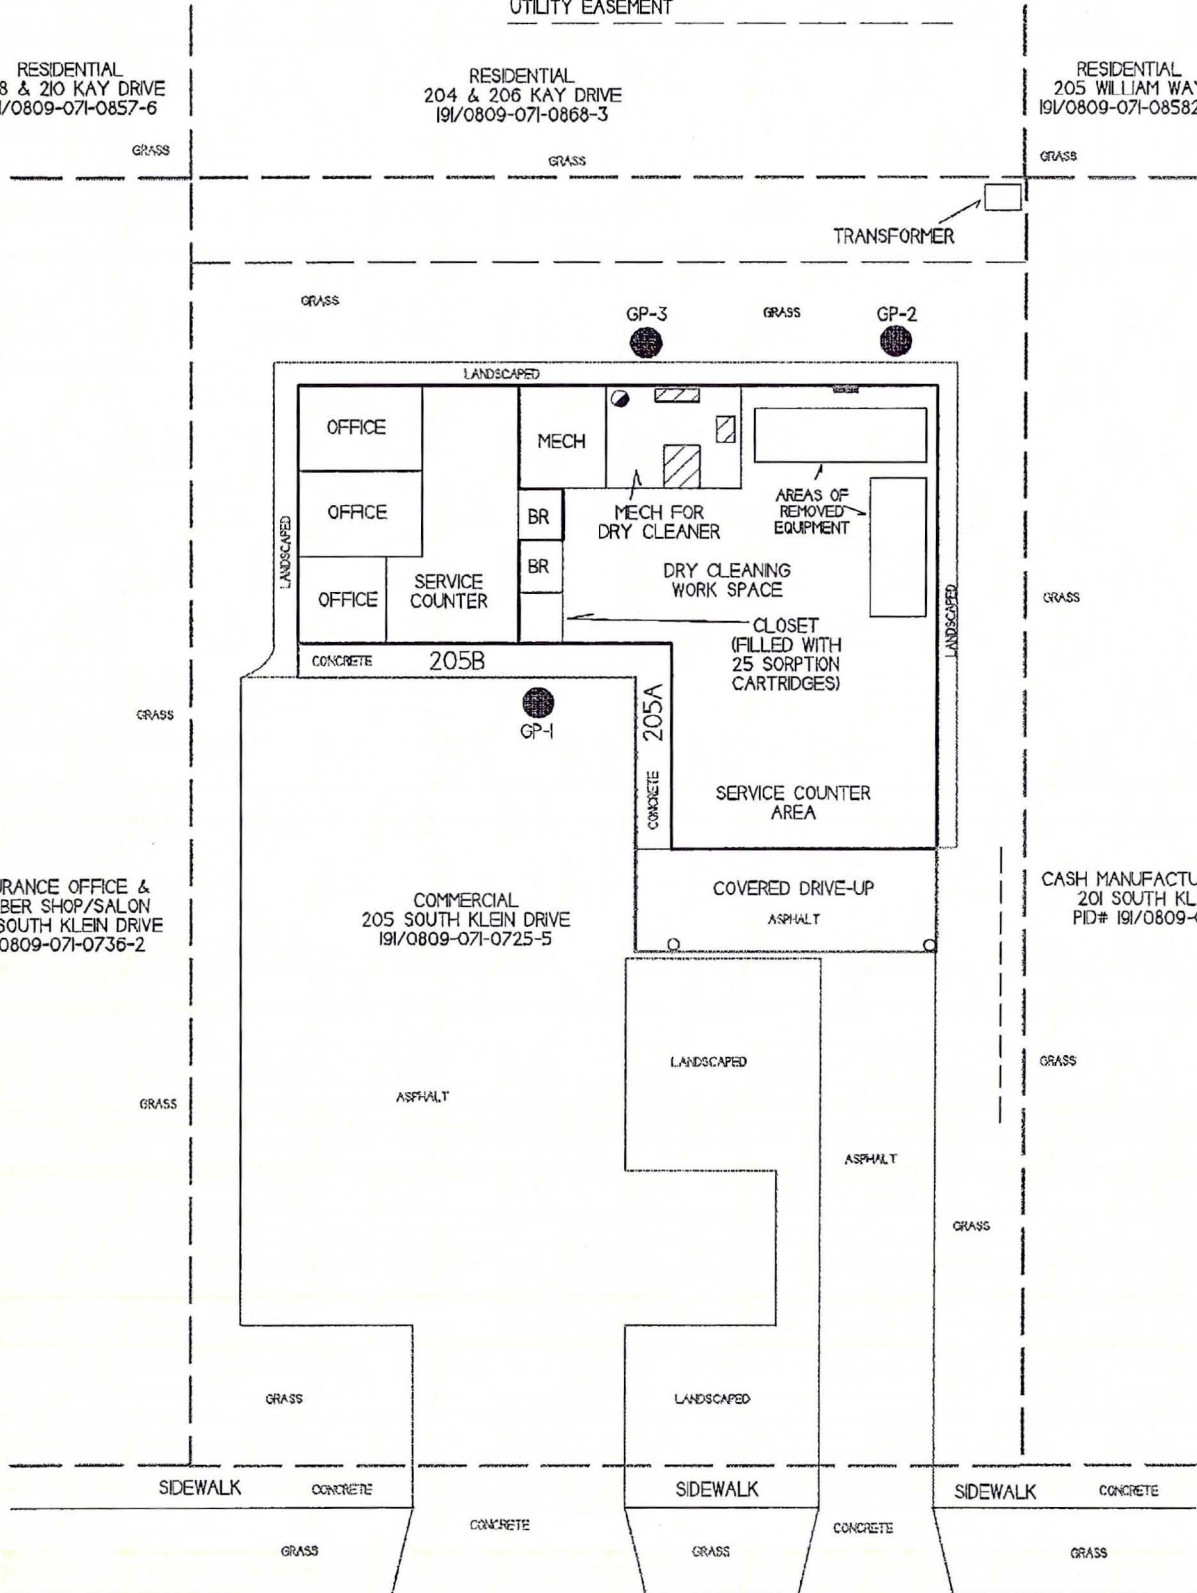 UTILITY EASEMENT
RESIDENTIAL
8 & 210 KAY DRIVE
/0809-071-0857-6
RESIDENTIAL
204 & 206 KAY DRIVE
191/0809-071-0868-3
RESIDENTIAL
205 WILLIAM WAY
191/0809-071-08582
GRASS
GRASS
GRASS
TRANSFORMER
GRASS
GP-3
GRASS
GP-2
LANDSCAPED
OFFICE
MECH
OFFICE
BR
MECH FOR
DRY CLEANER
AREAS OF
REMOVED
EQUIPMENT
LANDSCAPED
BR
OFFICE
SERVICE
COUNTER
DRY CLEANING
WORK SPACE
GRASS
LANDSCAPED
CLOSET
(FILLED WITH
25 SORPTION
CARTRIDGES)
CONCRETE
205B
205A
CONCRETE
GRASS
GP-1
SERVICE COUNTER
AREA
URANCE OFFICE &
BER SHOP/SALON
SOUTH KLEIN DRIVE
0809-071-0736-2
COMMERCIAL
205 SOUTH KLEIN DRIVE
191/0809-071-0725-5
COVERED DRIVE-UP
ASPHALT
CASH MANUFACTU
201 SOUTH KL
PID# 191/0809-
LANDSCAPED
GRASS
ASPHALT
GRASS
ASPHALT
GRASS
GRASS
LANDSCAPED
SIDEWALK
CONCRETE
SIDEWALK
SIDEWALK
CONCRETE
CONCRETE
CONCRETE
GRASS
GRASS
GRASS